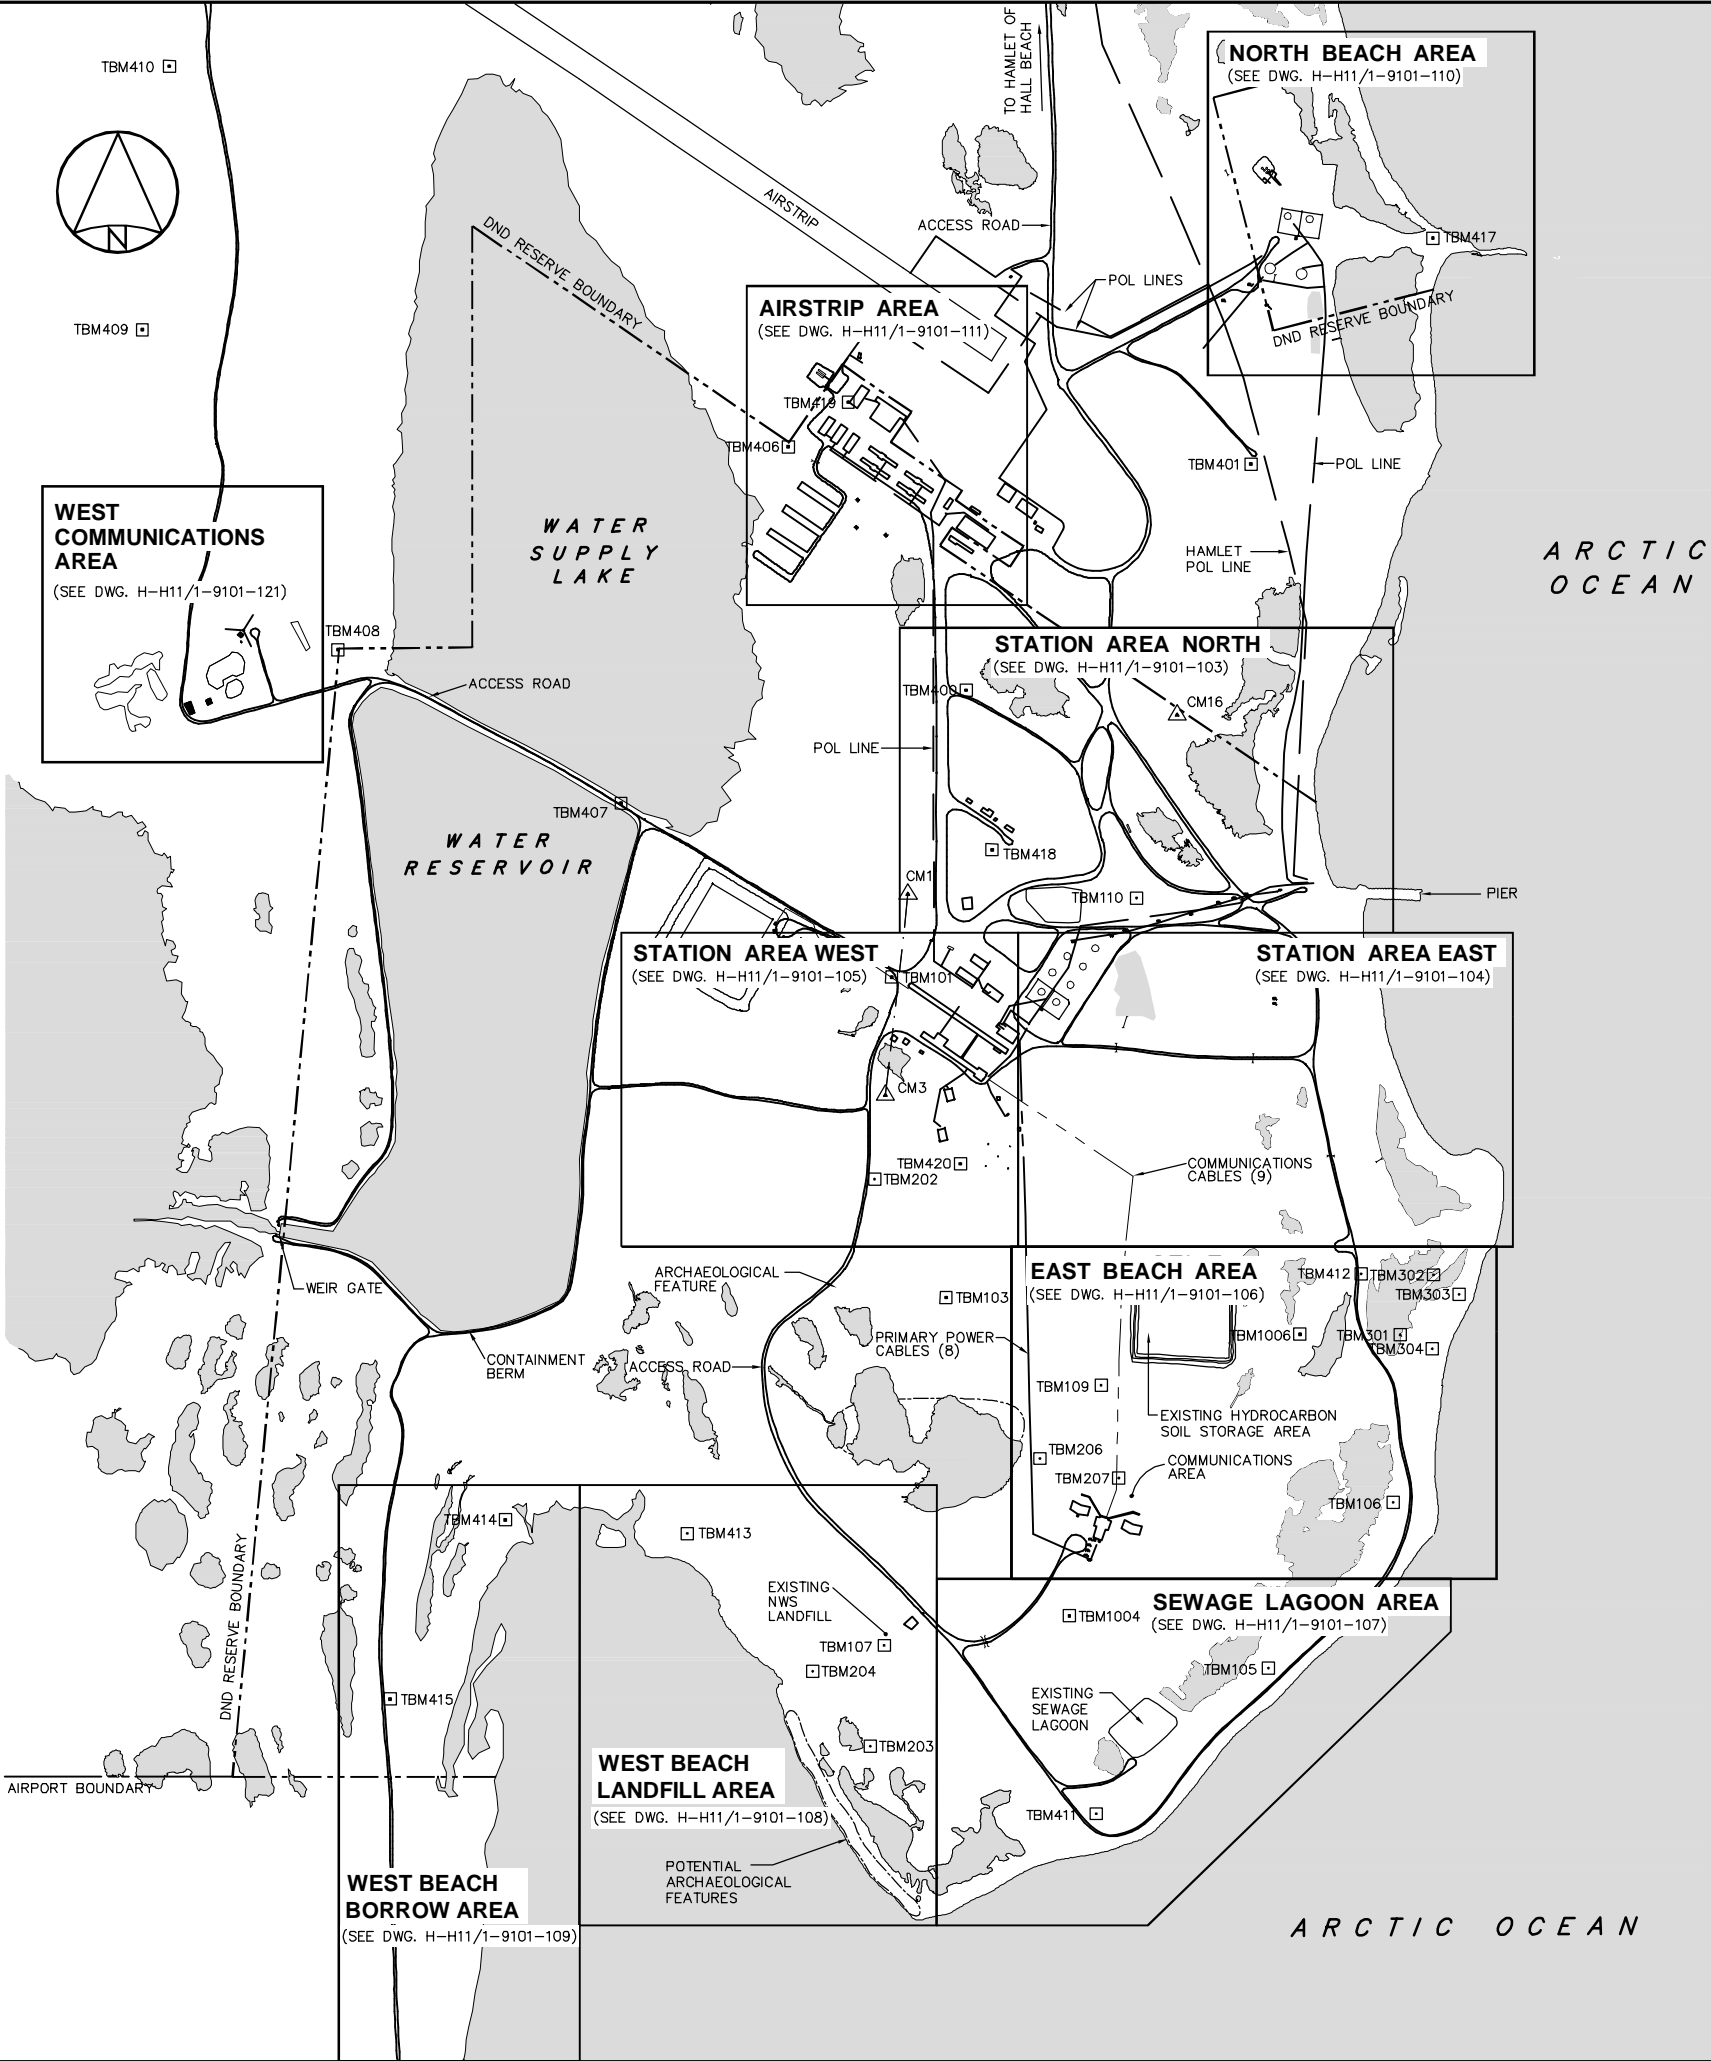 TO HAMLET OF
HALL BEACH
NORTH BEACH AREA
(SEE DWG. H-H11/1-9101-110)
TBM410
N
AIRSTRIP
ACCESS ROAD
TBM417
DND RESERVE BOUNDARY
POL LINES
AIRSTRIP AREA
(SEE DWG. H-H11/1-9101-111)
DND RESERVE BOUNDARY
TBM409
TBM419
TBM406
TBM401
POL LINE
WEST
COMMUNICATIONS
AREA
(SEE DWG. H-H11/1-9101-121)
WATER
SUPPLY
LAKE
HAMLET
POL LINE
ARCTIC
OCEAN
TBM408
STATION AREA NORTH
(SEE DWG. H-H11/1-9101-103)
ACCESS ROAD
TBM400
CM16
POL LINE
TBM407
WATER
RESERVOIR
TBM418
CM1
TBM110
PIER
STATION AREA WEST
(SEE DWG. H-H11/1-9101-105)
TBM101
STATION AREA EAST
(SEE DWG. H-H11/1-9101-104)
CM3
TBM420
TBM202
COMMUNICATIONS
CABLES (9)
WEIR GATE
ARCHAEOLOGICAL
FEATURE
TBM103
EAST BEACH AREA
(SEE DWG. H-H11/1-9101-106)
TBM412
TBM302
TBM303
TBM1006
TBM301
TBM304
PRIMARY POWER
CABLES (8)
CONTAINMENT
BERM
ACCESS ROAD
TBM109
EXISTING HYDROCARBON
SOIL STORAGE AREA
TBM206
TBM207
COMMUNICATIONS
AREA
TBM106
TBM414
TBM413
DND RESERVE BOUNDARY
EXISTING
NWS
LANDFILL
TBM107
TBM204
TBM1004
SEWAGE LAGOON AREA
(SEE DWG. H-H11/1-9101-107)
TBM105
TBM415
EXISTING
SEWAGE
LAGOON
TBM203
WEST BEACH
LANDFILL AREA
(SEE DWG. H-H11/1-9101-108)
AIRPORT BOUNDARY
TBM411
POTENTIAL
ARCHAEOLOGICAL
FEATURES
WEST BEACH
BORROW AREA
(SEE DWG. H-H11/1-9101-109)
ARCTIC OCEAN